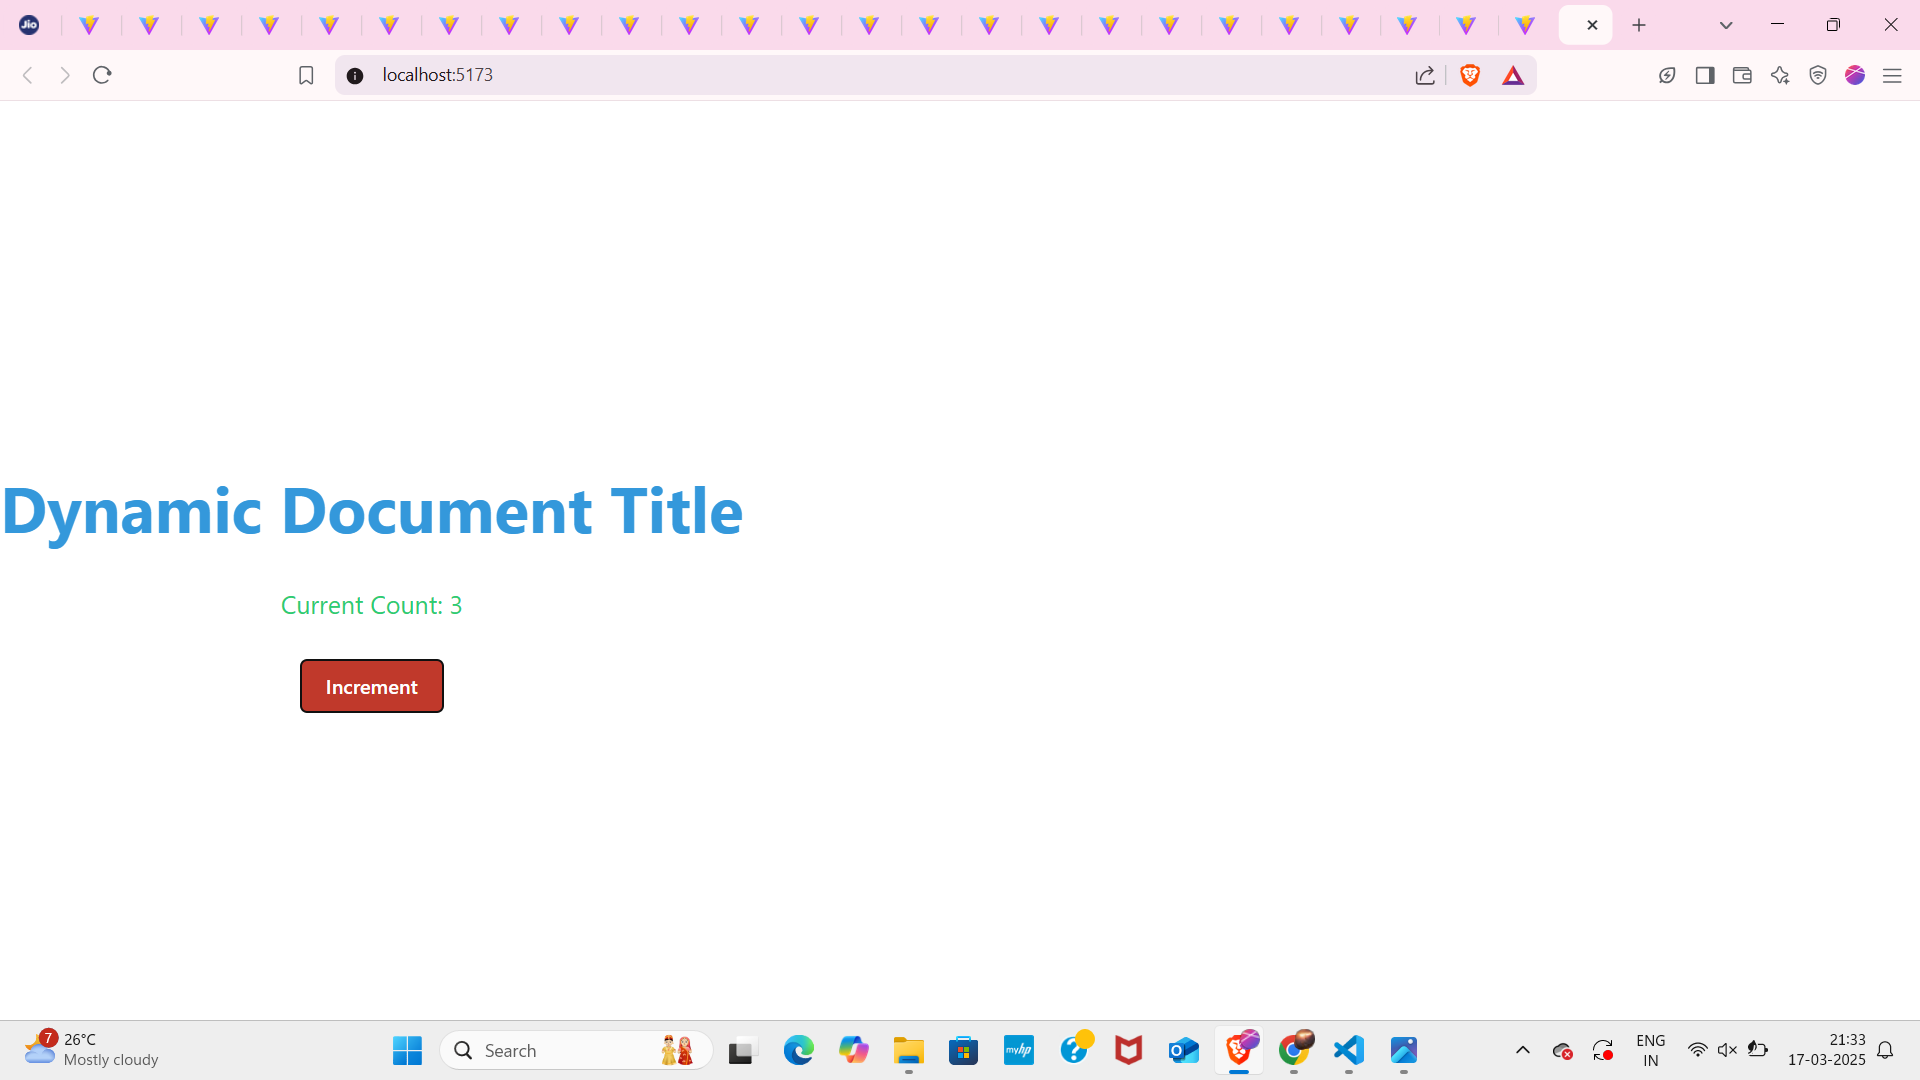 Jio
localhost:5173
Dynamic Document Title
Current Count: 3
Increment
7
26°C
Mostly cloudy
Search
myhp
ENG
IN
21:33
17-03-2025